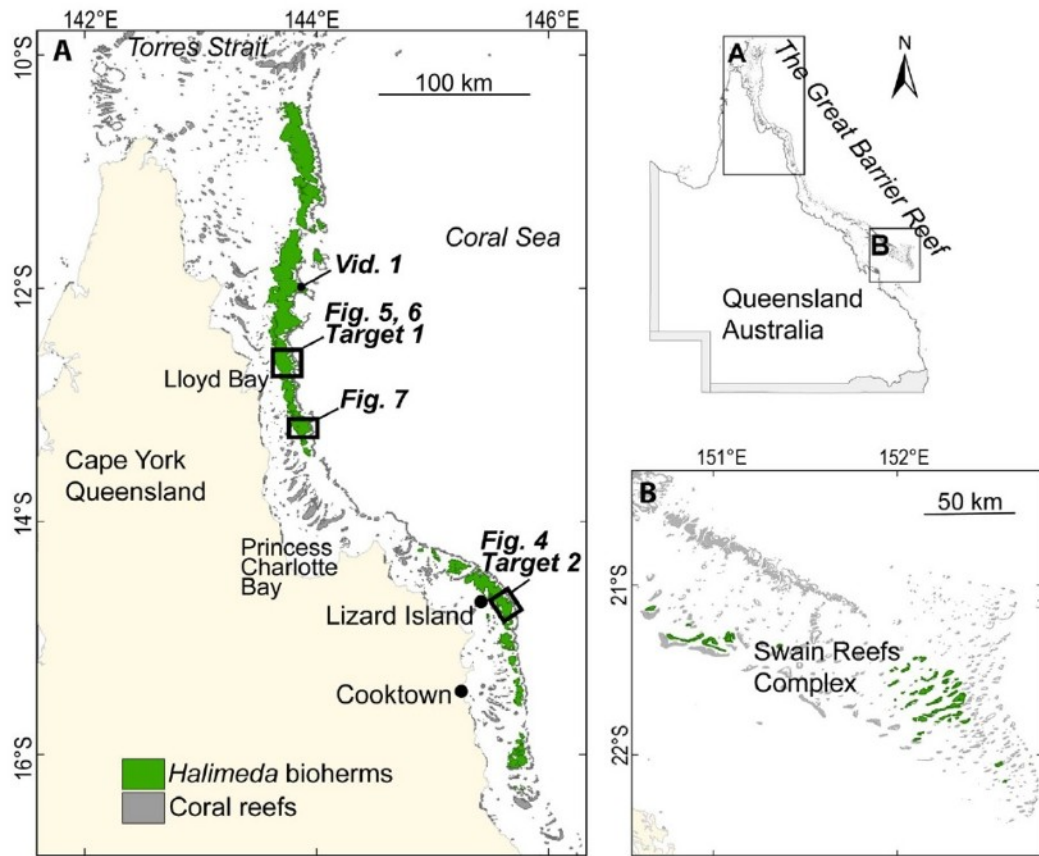 142°E
144°E
146°E
A
Torres Strait
10°S
100 km
Coral Sea
Vid. 1
12°S
Fig. 5, 6
Target 1
Lloyd Bay
Fig. 7
Cape York
Queensland
14°S
Princess
Charlotte
Bay
Fig. 4
Target 2
Lizard Island
Cooktown
16°S
Halimeda bioherms
Coral reefs
A
The Great Barrier Reef
N
B
Queensland
Australia
151°E
152°E
B
50 km
21°S
Swain Reefs
Complex
22°S